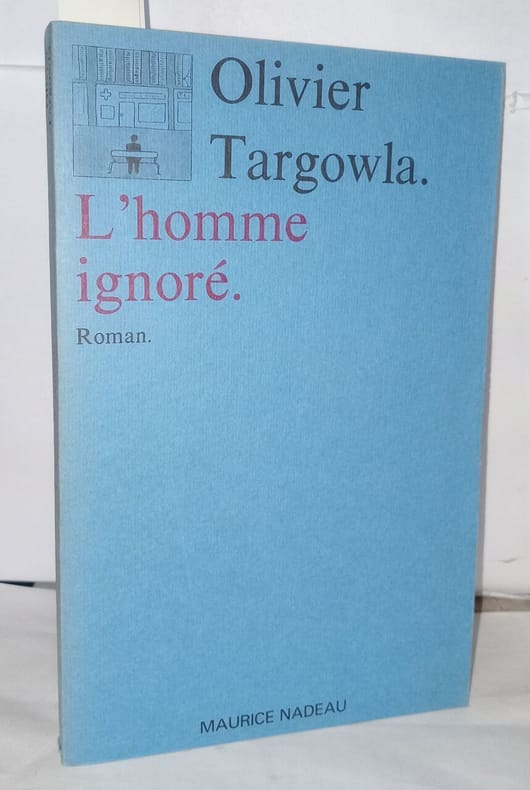 Olivier
Targowla.
L'homme
ignoré.
Roman.
MAURICE NADEAU